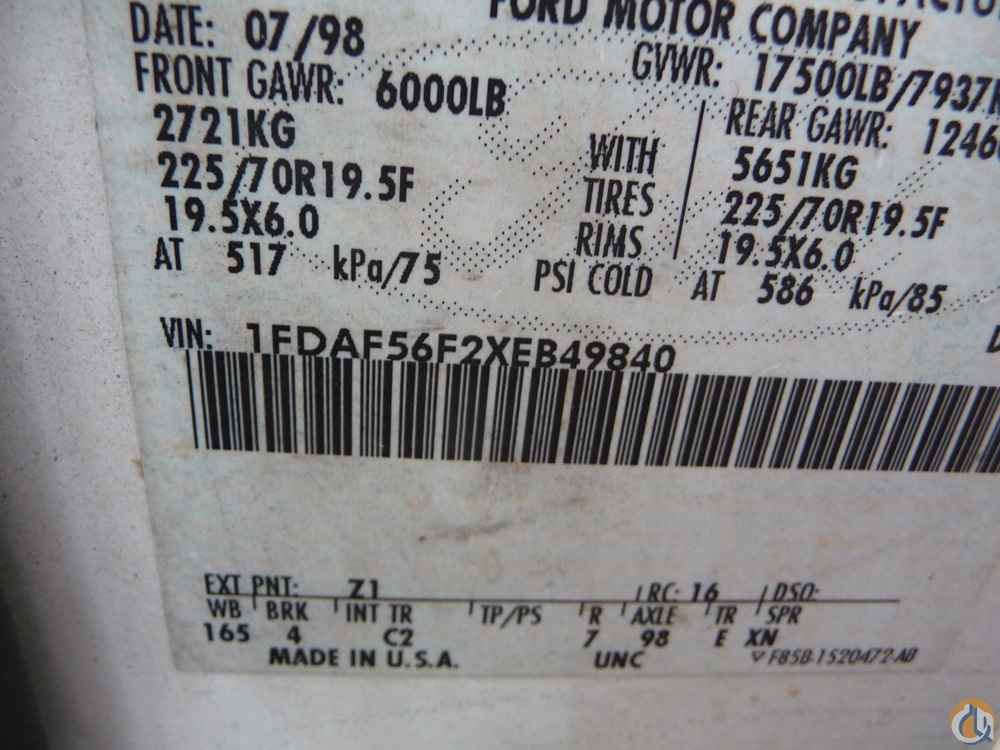 FORD MOTOR COMPANY
DATE: 07/98 GVWR: 17500LB/7937
FRONT GAWR: 6000LB REAR GAWR:
2721KG WITH 5651KG
225/70R19.5F TIRES 225/70R19.5F
19.5X6.0 RIMS 19.5X6.0
AT 517 kPa/75 PSI COLD AT 586 kPa/85
VIN: 1FDAF56F2XEB49840
EXT PNT: Z1 RC: 16 DSO:
WB BRK INT TR TP/PS R AXLE TR SPR
165 4 C2 7 98 E XN
MADE IN U.S.A. UNC F85B-1520472-AB